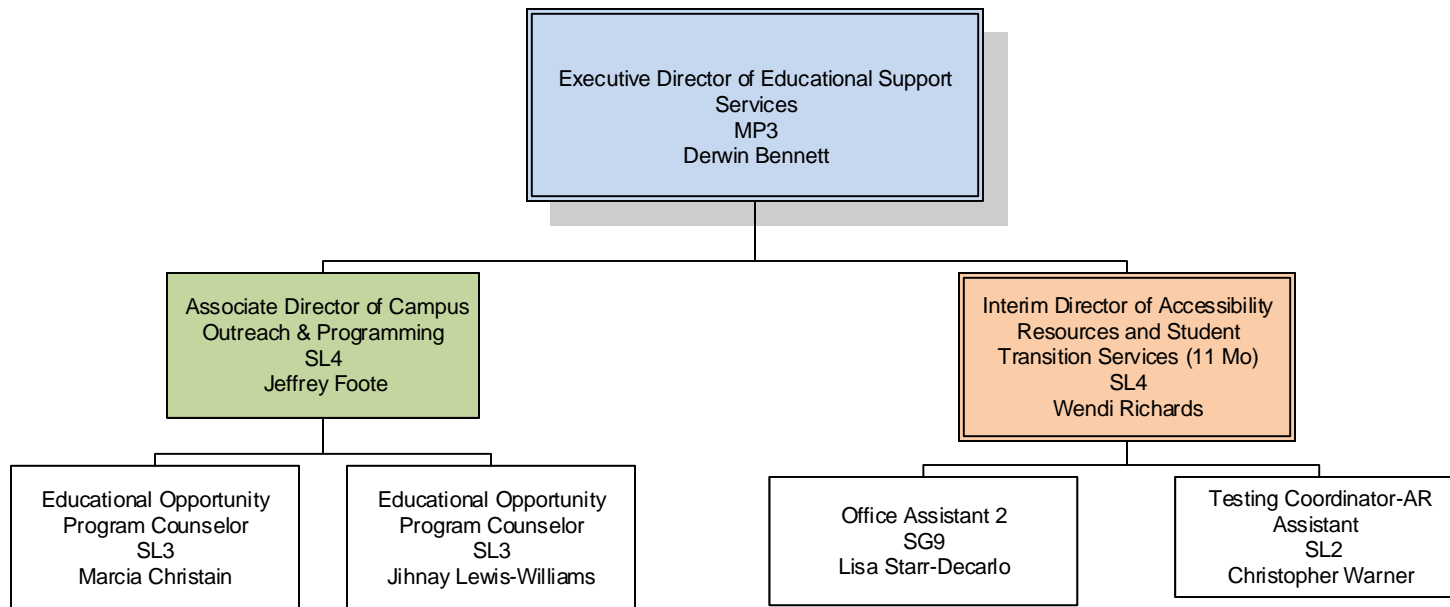 Executive Director of Educational Support
Services
MP3
Derwin Bennett
Associate Director of Campus
Outreach & Programming
SL4
Jeffrey Foote
Interim Director of Accessibility
Resources and Student
Transition Services (11 Mo)
SL4
Wendi Richards
Educational Opportunity
Program Counselor
SL3
Marcia Christain
Educational Opportunity
Program Counselor
SL3
Jihnay Lewis-Williams
Office Assistant 2
SG9
Lisa Starr-Decarlo
Testing Coordinator-AR
Assistant
SL2
Christopher Warner